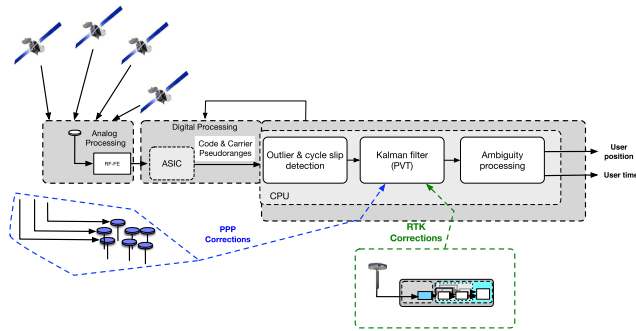 Analog
Processing
RF-FE
Digital Processing
Code & Carrier
Pseudoranges
ASIC
Outlier & cycle slip
detection
Kalman filter
(PVT)
Ambiguity
processing
CPU
User
position
User time
PPP
Corrections
RTK
Corrections